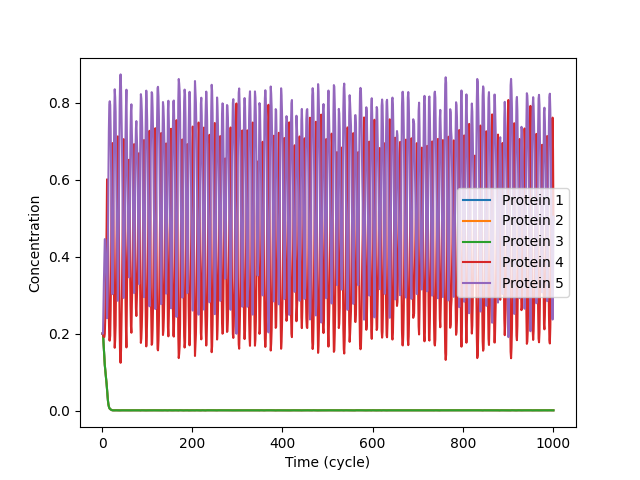 Concentration
0.8
0.6
0.4
0.2
0.0
Protein 1
Protein 2
Protein 3
Protein 4
Protein 5
0
200
400
600
800
1000
Time (cycle)